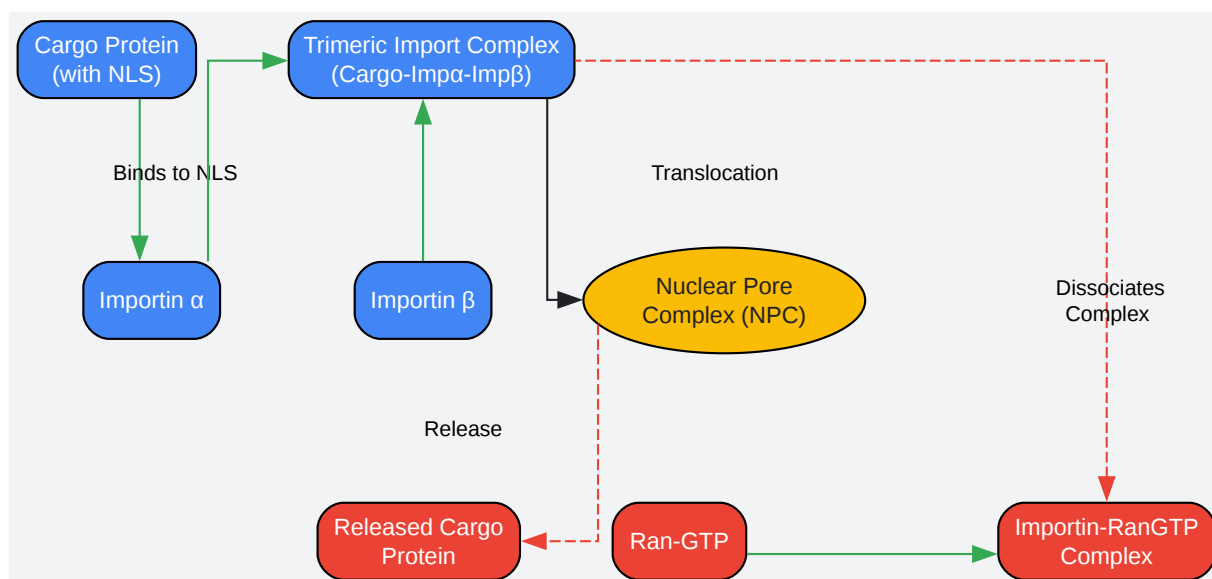 Cargo Protein
(with NLS)
Trimeric Import Complex
(Cargo-Impα-Impβ)
Binds to NLS
Translocation
Importin α
Importin β
Nuclear Pore
Complex (NPC)
Dissociates
Complex
Release
Released Cargo
Protein
Ran-GTP
Importin-RanGTP
Complex